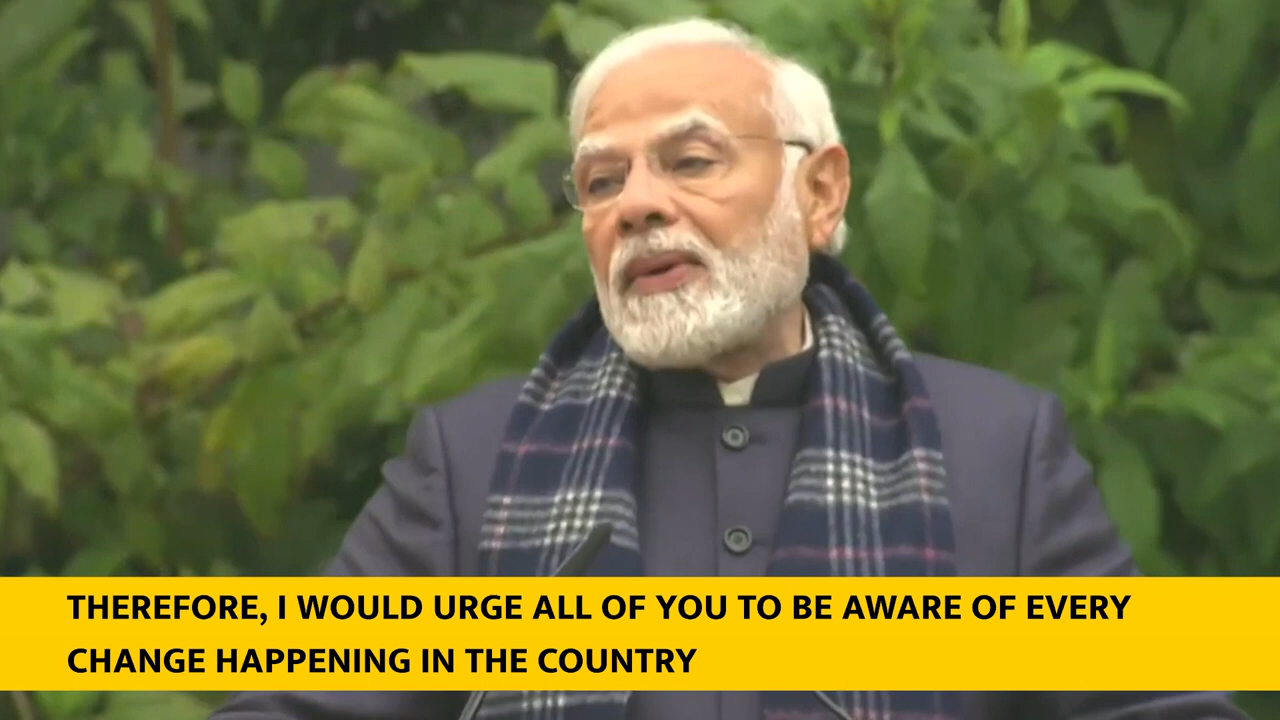 THEREFORE, I WOULD URGE ALL OF YOU TO BE AWARE OF EVERY
CHANGE HAPPENING IN THE COUNTRY